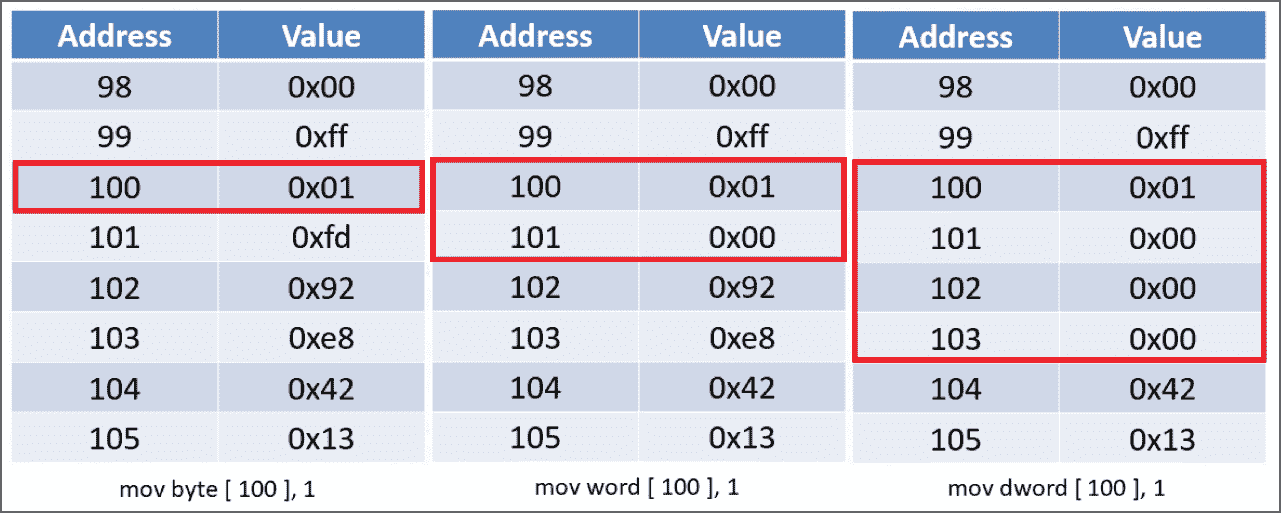 Address Value Address Value Address Value
98 0x00 98 0x00 98 0x00
99 0xff 99 0xff 99 0xff
100 0x01 100 0x01 100 0x01
101 0xfd 101 0x00 101 0x00
102 0x92 102 0x92 102 0x00
103 0xe8 103 0xe8 103 0x00
104 0x42 104 0x42 104 0x42
105 0x13 105 0x13 105 0x13
mov byte [ 100 ], 1 mov word [ 100 ], 1 mov dword [ 100 ], 1